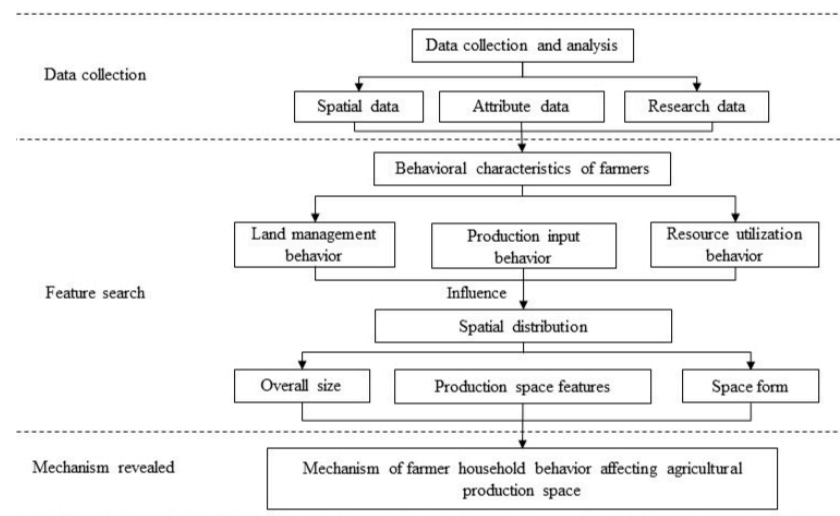 Data collection and analysis
Data collection
Spatial data
Attribute data
Research data
Behavioral characteristics of farmers
Land management
behavior
Production input
behavior
Resource utilization
behavior
Feature search
Influence
Spatial distribution
Overall size
Production space features
Space form
Mechanism revealed
Mechanism of farmer household behavior affecting agricultural
production space